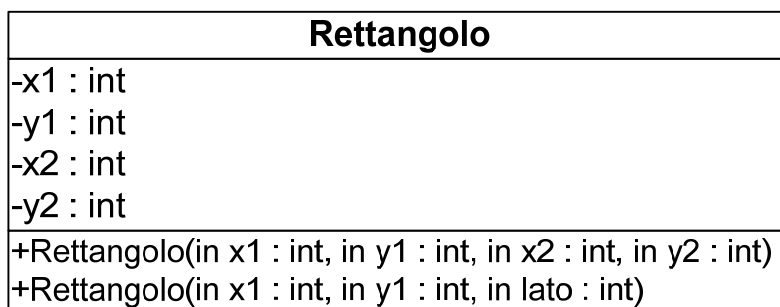 Rettangolo
-x1 : int
-y1 : int
-x2 : int
-y2 : int
+Rettangolo(in x1 : int, in y1 : int, in x2 : int, in y2 : int)
+Rettangolo(in x1 : int, in y1 : int, in lato : int)